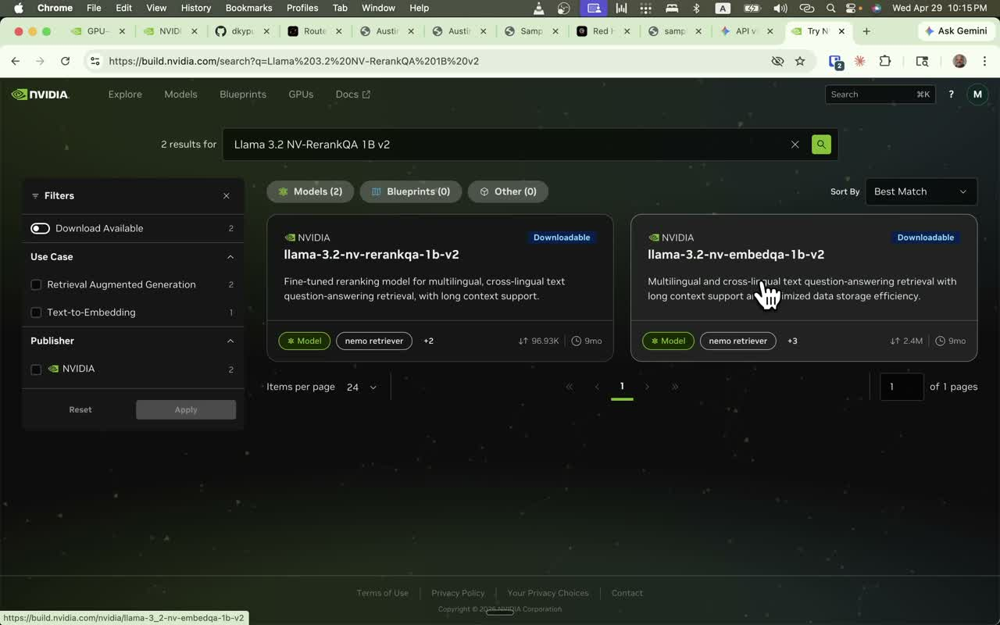 Chrome File Edit View History Bookmarks Profiles Tab Window Help A Wed Apr 29 10:15 PM
GPU- NVIDI dkypu Route Austin Austin Samp Red H samp API v Try N Ask Gemini
https://build.nvidia.com/search?q=Llama%203.2%20NV-RerankQA%201B%20v2 2
NVIDIA. Explore Models Blueprints GPUs Docs Search ⌘K ? M
2 results for Llama 3.2 NV-RerankQA 1B v2
Filters
Download Available 2
Use Case
Retrieval Augmented Generation 2
Text-to-Embedding 1
Publisher
NVIDIA 2
Reset Apply
Models (2) Blueprints (0) Other (0) Sort By Best Match
NVIDIA Downloadable
llama-3.2-nv-rerankqa-1b-v2
Fine-tuned reranking model for multilingual, cross-lingual text
question-answering retrieval, with long context support.
Model nemo retriever +2 96.93K 9mo
NVIDIA Downloadable
llama-3.2-nv-embedqa-1b-v2
Multilingual and cross-lingual text question-answering retrieval with
long context support optimized data storage efficiency.
Model nemo retriever +3 2.4M 9mo
Items per page 24 1 1 of 1 pages
Terms of Use Privacy Policy Your Privacy Choices Contact
Copyright © 2026 NVIDIA Corporation
https://build.nvidia.com/nvidia/llama-3_2-nv-embedqa-1b-v2